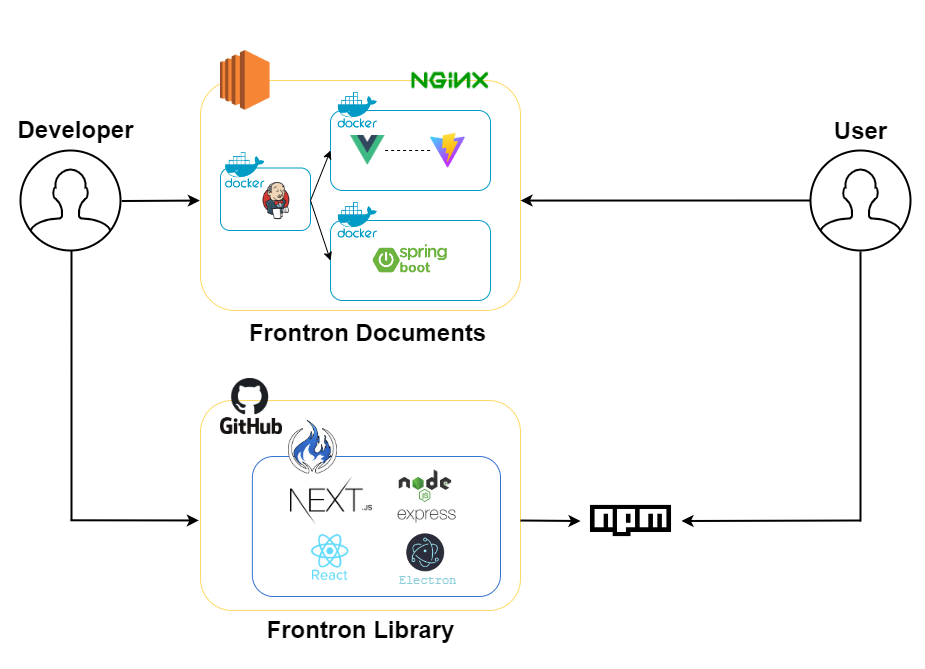 NGINX
Developer
User
docker
docker
docker
spring
boot
Frontron Documents
GitHub
NEXT.JS
node
JS
express
React
Electron
npm
Frontron Library